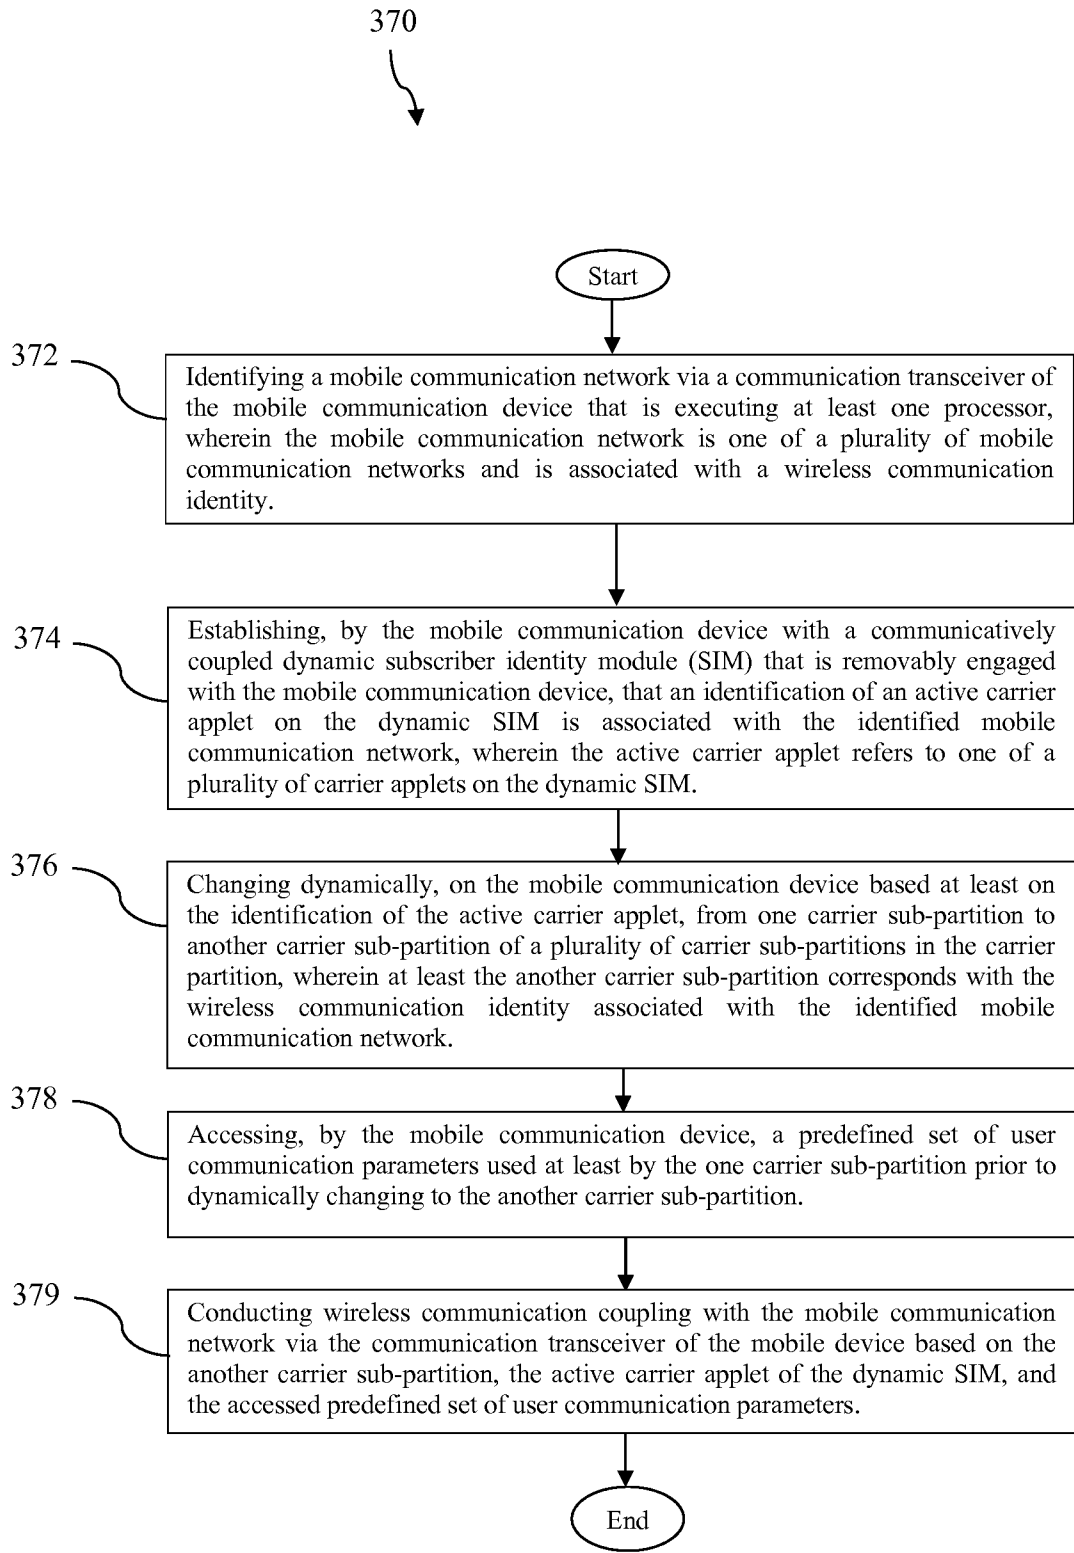 370
Start
372
Identifying a mobile communication network via a communication transceiver of
the mobile communication device that is executing at least one processor,
wherein the mobile communication network is one of a plurality of mobile
communication networks and is associated with a wireless communication
identity.
374
Establishing, by the mobile communication device with a communicatively
coupled dynamic subscriber identity module (SIM) that is removably engaged
with the mobile communication device, that an identification of an active carrier
applet on the dynamic SIM is associated with the identified mobile
communication network, wherein the active carrier applet refers to one of a
plurality of carrier applets on the dynamic SIM.
376
Changing dynamically, on the mobile communication device based at least on
the identification of the active carrier applet, from one carrier sub-partition to
another carrier sub-partition of a plurality of carrier sub-partitions in the carrier
partition, wherein at least the another carrier sub-partition corresponds with the
wireless communication identity associated with the identified mobile
communication network.
378
Accessing, by the mobile communication device, a predefined set of user
communication parameters used at least by the one carrier sub-partition prior to
dynamically changing to the another carrier sub-partition.
379
Conducting wireless communication coupling with the mobile communication
network via the communication transceiver of the mobile device based on the
another carrier sub-partition, the active carrier applet of the dynamic SIM, and
the accessed predefined set of user communication parameters.
End